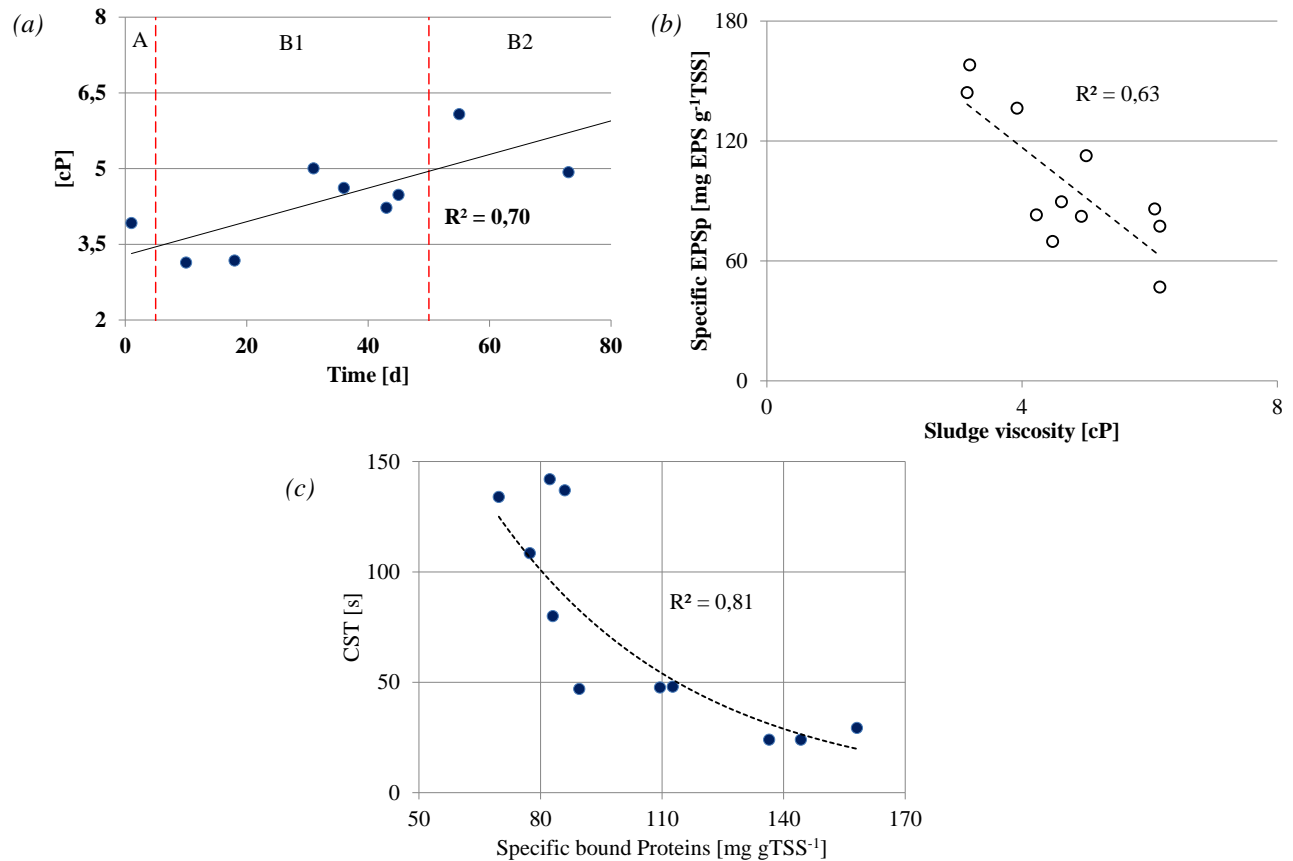 (a)
8
6,5
5
3,5
2
[cP]
A
B1
B2
R² = 0,70
0
20
40
60
80
Time [d]
(b)
180
120
60
0
Specific EPSp [mg EPS g⁻¹TSS]
R² = 0,63
0
4
8
Sludge viscosity [cP]
(c)
150
100
50
0
CST [s]
R² = 0,81
50
80
110
140
170
Specific bound Proteins [mg gTSS⁻¹]